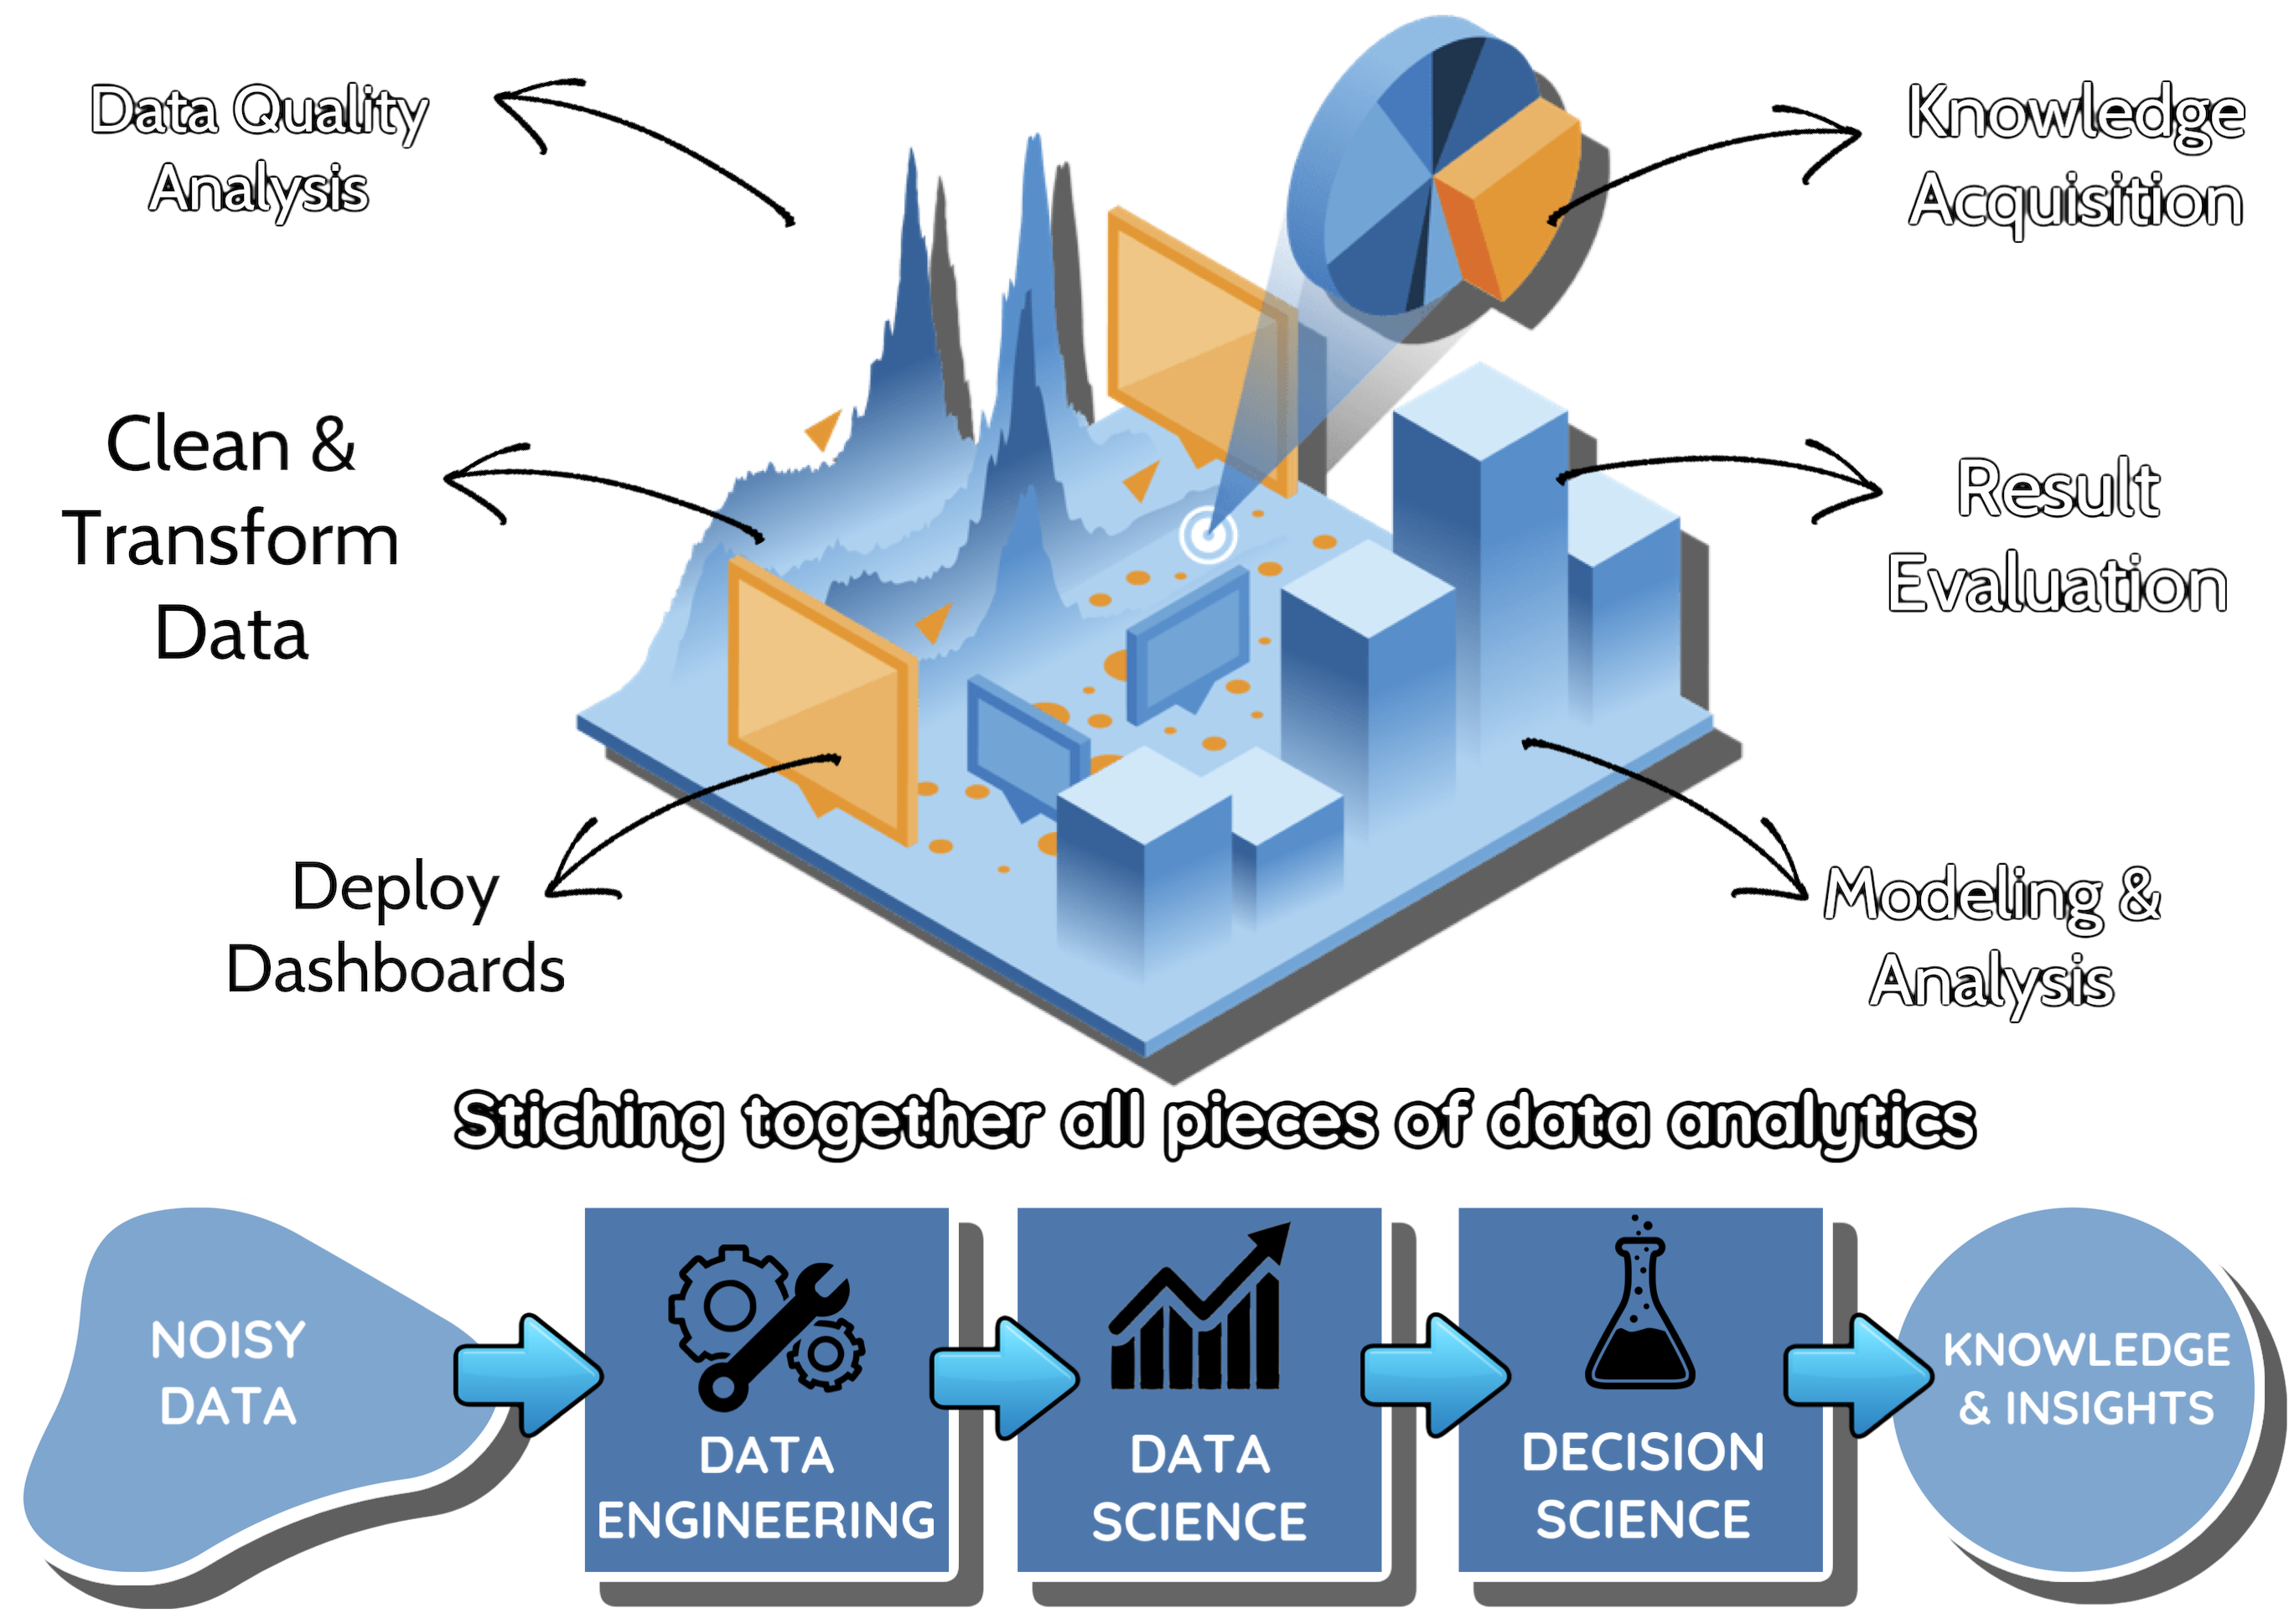 Data Quality
Analysis
Knowledge
Acquisition
Clean &
Transform
Data
Result
Evaluation
Deploy
Dashboards
Modeling &
Analysis
Stiching together all pieces of data analytics
NOISY
DATA
DATA
ENGINEERING
DATA
SCIENCE
DECISION
SCIENCE
KNOWLEDGE
& INSIGHTS